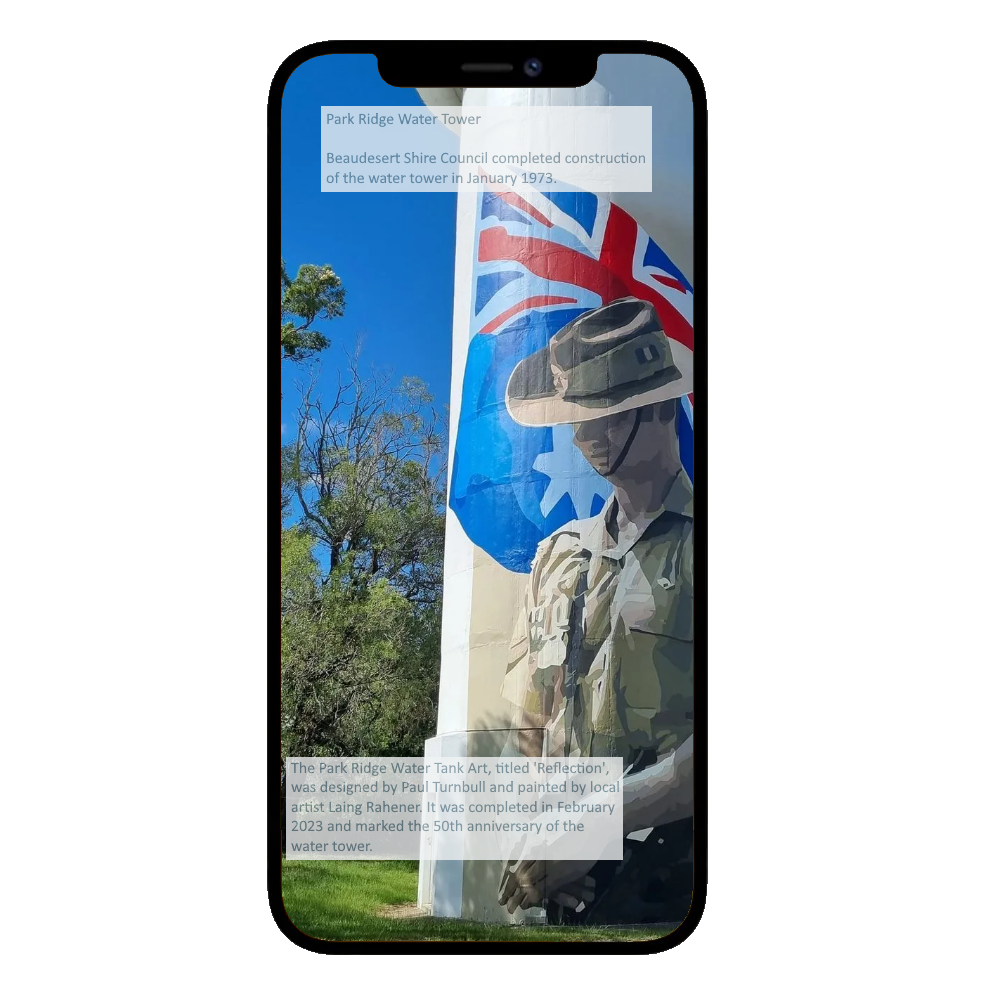 Park Ridge Water Tower
Beaudesert Shire Council completed construction
of the water tower in January 1973.
The Park Ridge Water Tank Art, titled 'Reflection',
was designed by Paul Turnbull and painted by local
artist Laing Rahener. It was completed in February
2023 and marked the 50th anniversary of the
water tower.